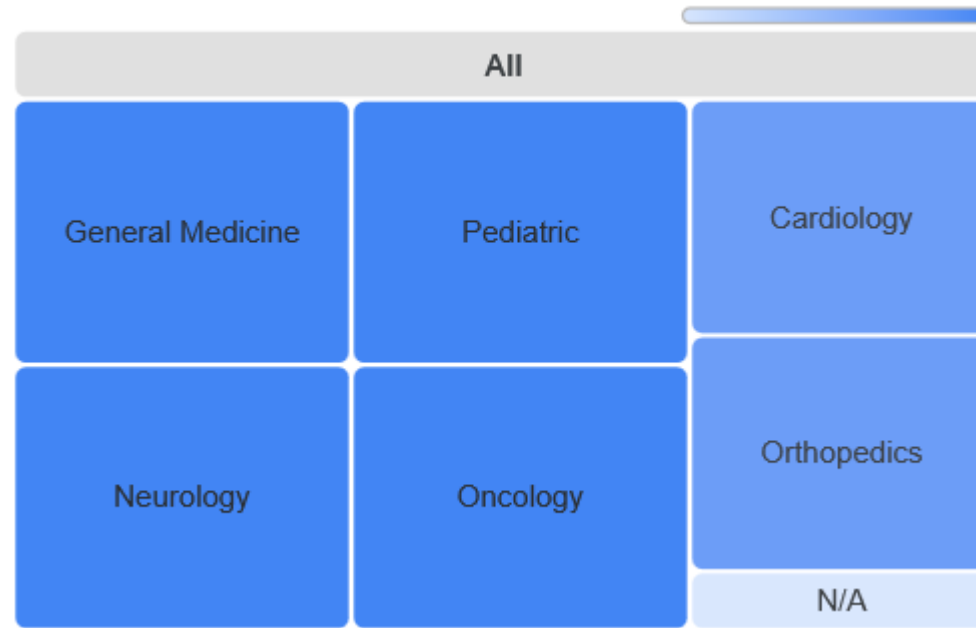 All
General Medicine
Pediatric
Cardiology
Neurology
Oncology
Orthopedics
N/A